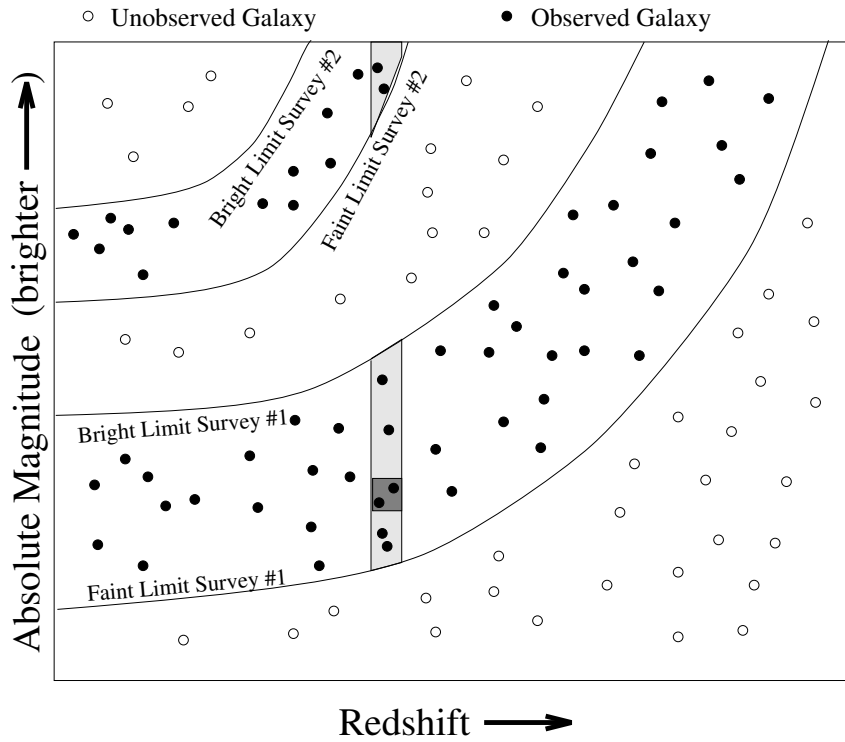 Unobserved Galaxy
Observed Galaxy
Bright Limit Survey #2
Faint Limit Survey #2
Bright Limit Survey #1
Faint Limit Survey #1
Absolute Magnitude (brighter )
Redshift